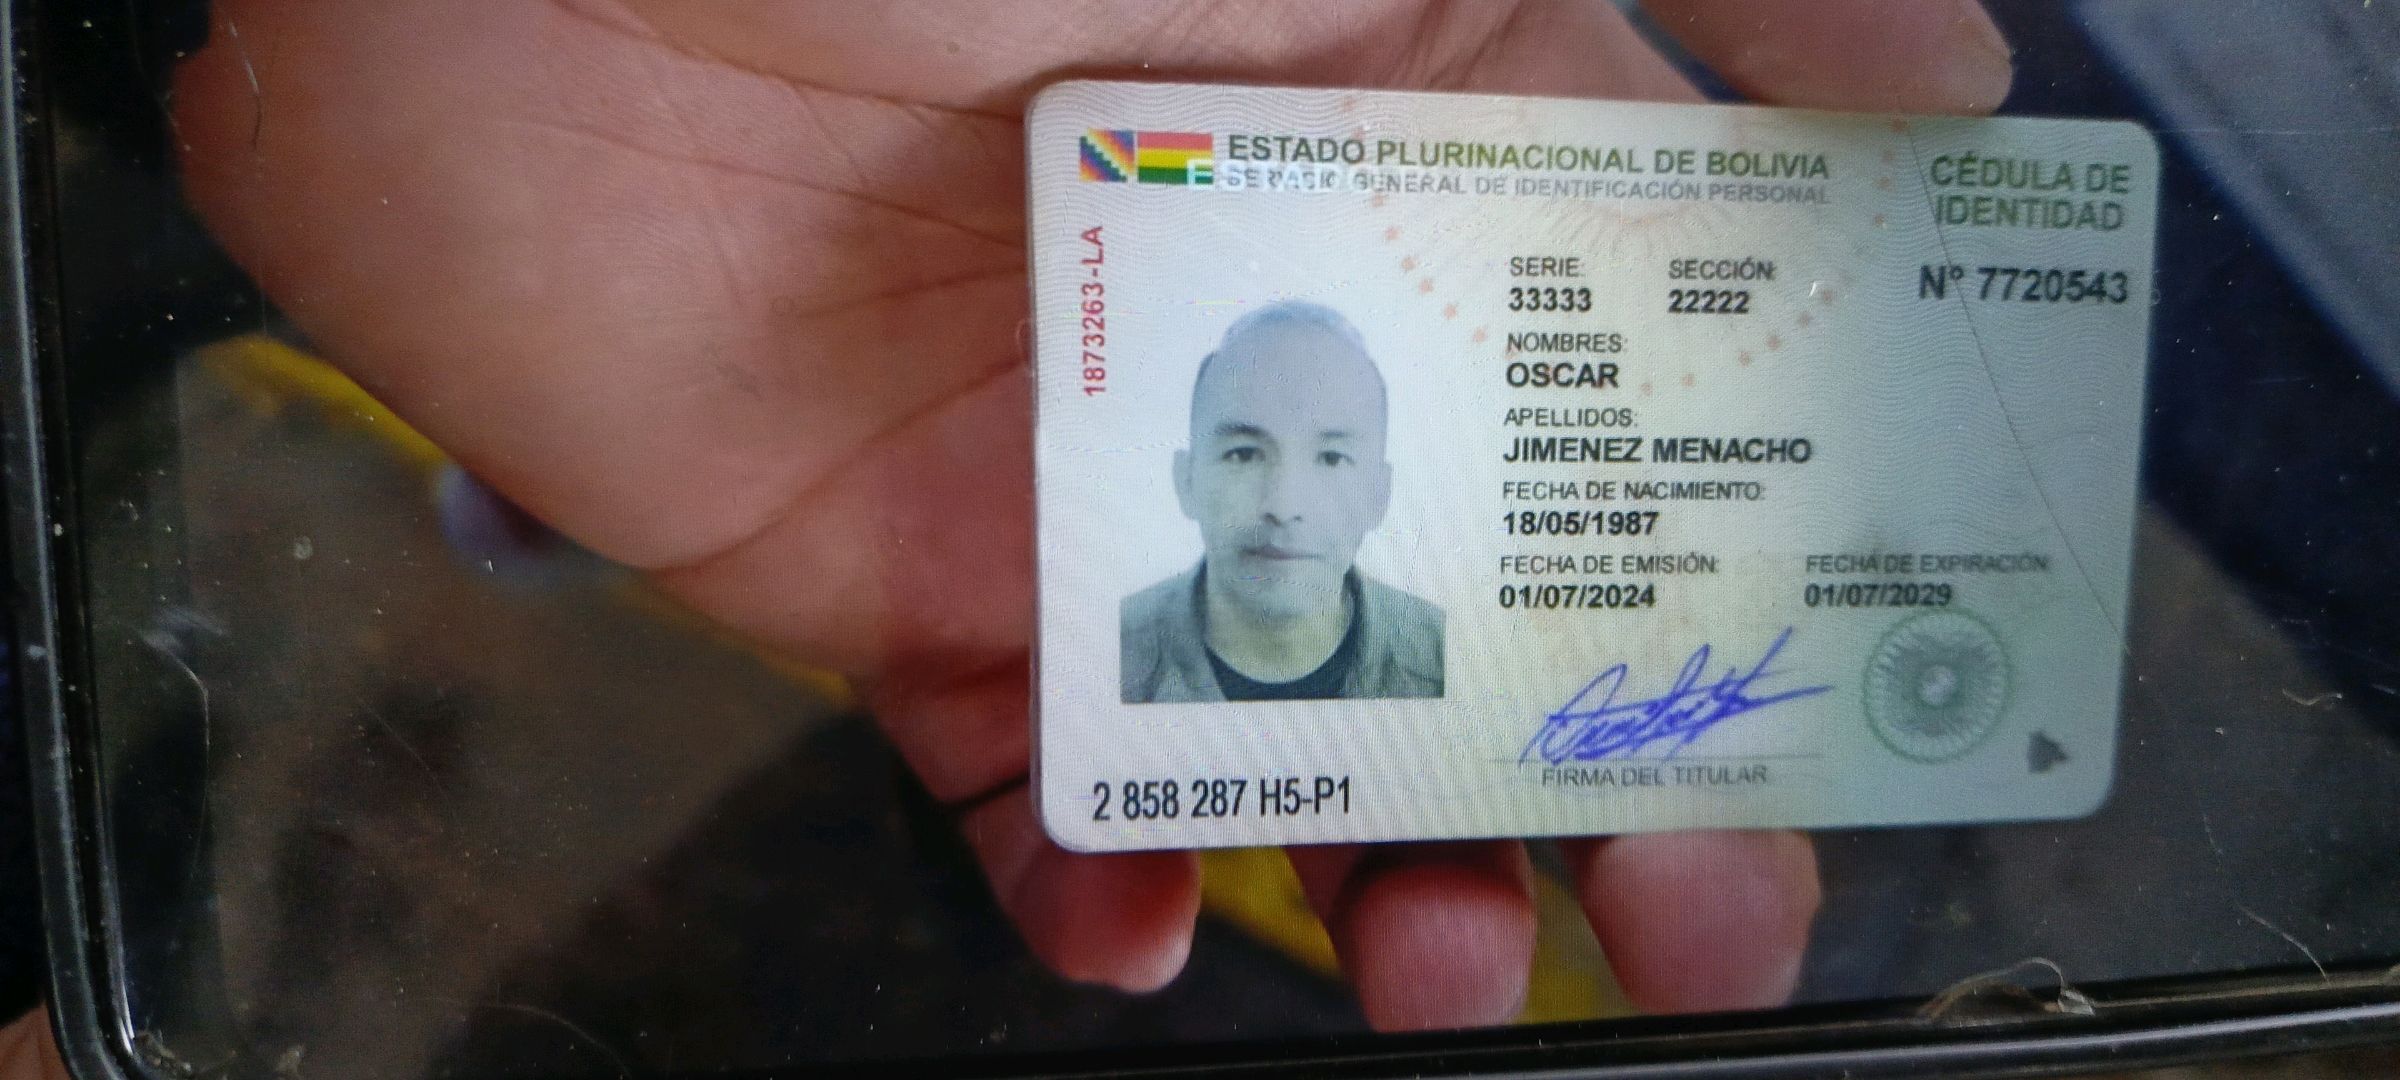 ESTADO PLURINACIONAL DE BOLIVIA
GENERAL DE IDENTIFICACIÓN PERSONAL
CÉDULA DE
IDENTIDAD
Nº 7720543
1873263-LA
SERIE: SECCIÓN:
33333 22222
NOMBRES:
OSCAR
APELLIDOS:
JIMENEZ MENACHO
FECHA DE NACIMIENTO:
18/05/1987
FECHA DE EMISIÓN: FECHA DE EXPIRACIÓN:
01/07/2024 01/07/2029
FIRMA DEL TITULAR
2 858 287 H5-P1